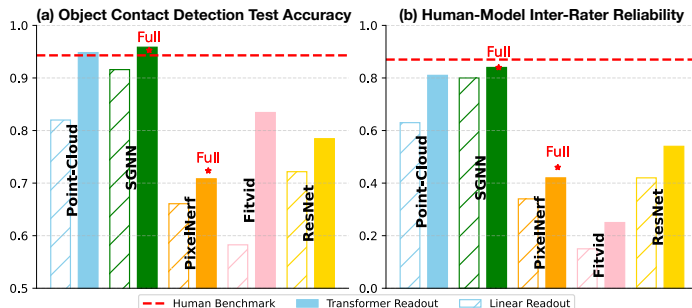 (a) Object Contact Detection Test Accuracy
1.0
0.9
0.8
0.7
0.6
0.5
Point-Cloud
SGNN
Full
PixelNerf
Full
Fitvid
ResNet
(b) Human-Model Inter-Rater Reliability
1.0
0.8
0.6
0.4
0.2
0.0
Point-Cloud
SGNN
Full
PixelNerf
Full
Fitvid
ResNet
Human Benchmark
Transformer Readout
Linear Readout